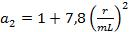 a₂ = 1 + 7,8 (r/mL)²